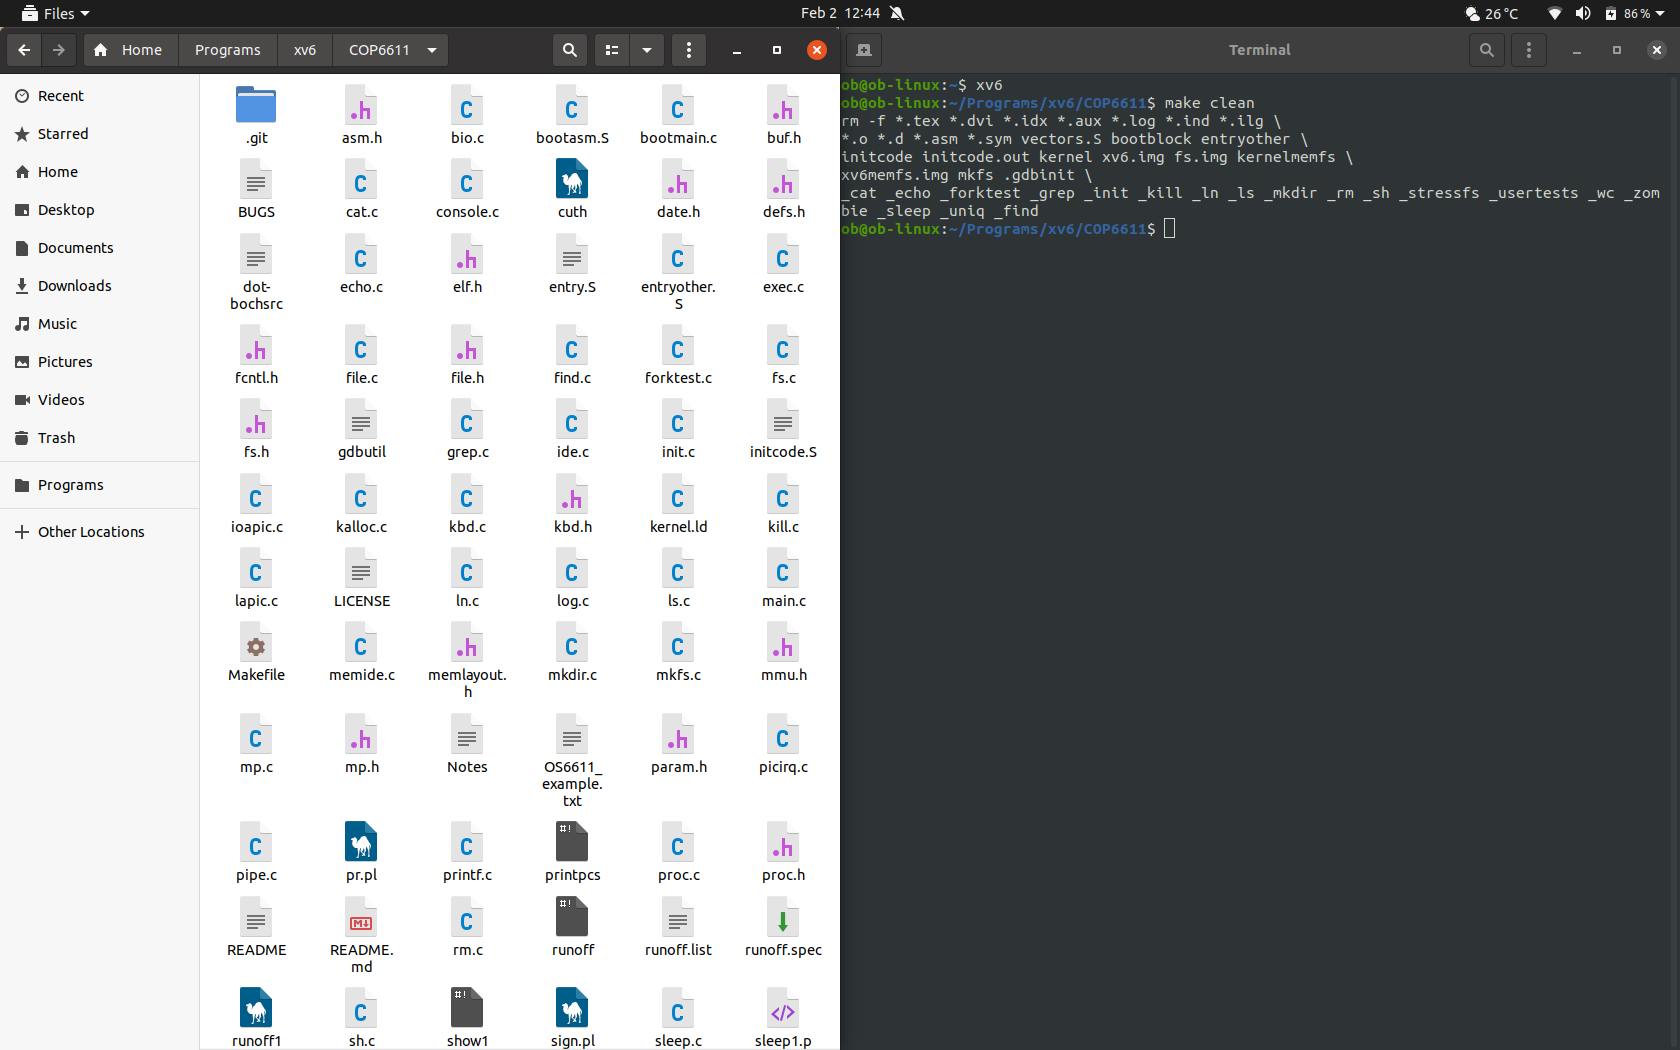 Files
Feb 2 12:44
26°C
86%
Home Programs xv6 COP6611
Terminal
Recent
Starred
Home
Desktop
Documents
Downloads
Music
Pictures
Videos
Trash
Programs
Other Locations
.git asm.h bio.c bootasm.S bootmain.c buf.h
BUGS cat.c console.c cuth date.h defs.h
dot-
bochsrc
echo.c elf.h entry.S
entryother.
S
exec.c
fcntl.h file.c file.h find.c forktest.c fs.c
fs.h gdbutil grep.c ide.c init.c initcode.S
ioapic.c kalloc.c kbd.c kbd.h kernel.ld kill.c
lapic.c LICENSE ln.c log.c ls.c main.c
Makefile memide.c
memlayout.
h
mkdir.c mkfs.c mmu.h
mp.c mp.h Notes
OS6611_
example.
txt
param.h picirq.c
pipe.c pr.pl printf.c printpcs proc.c proc.h
README
README.
md
rm.c runoff runoff.list runoff.spec
runoff1 sh.c show1 sign.pl sleep.c sleep1.p
ob@ob-linux:~$ xv6
ob@ob-linux:~/Programs/xv6/COP6611$ make clean
rm -f *.tex *.dvi *.idx *.aux *.log *.ind *.ilg \
*.o *.d *.asm *.sym vectors.S bootblock entryother \
initcode initcode.out kernel xv6.img fs.img kernelmemfs \
xv6memfs.img mkfs .gdbinit \
_cat _echo _forktest _grep _init _kill _ln _ls _mkdir _rm _sh _stressfs _usertests _wc _zom
bie _sleep _uniq _find
ob@ob-linux:~/Programs/xv6/COP6611$